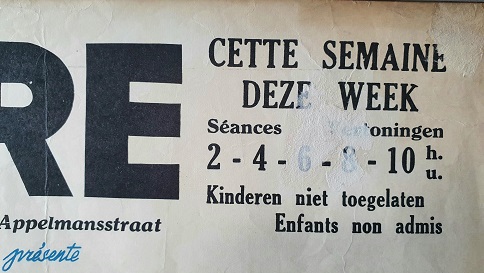 RE
Appelmansstraat
présente
CETTE SEMAINE
DEZE WEEK
Séances Vertoningen
2 - 4 - 6 - 8 - 10 h. u.
Kinderen niet toegelaten
Enfants non admis